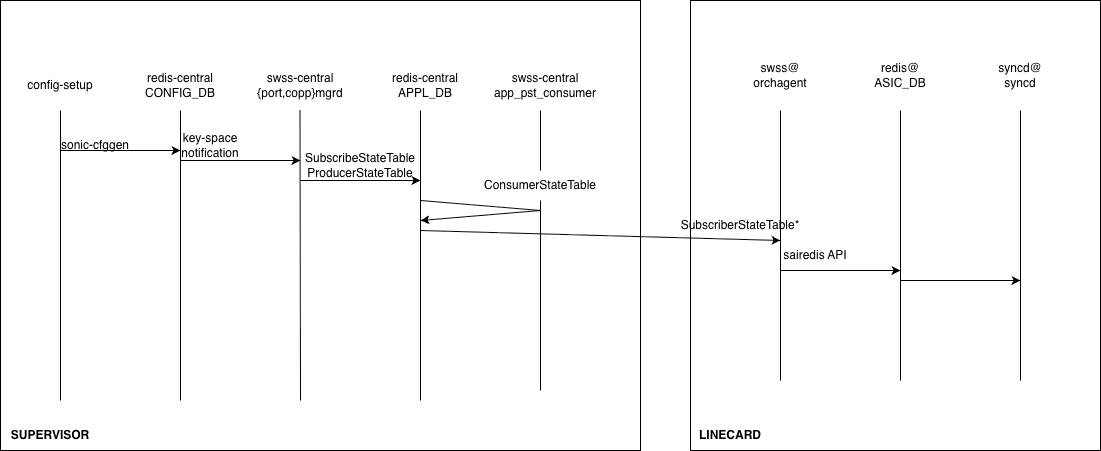 config-setup
redis-central
CONFIG_DB
swss-central
{port,copp}mgrd
redis-central
APPL_DB
swss-central
app_pst_consumer
swss@
orchagent
redis@
ASIC_DB
syncd@
syncd
sonic-cfggen
key-space
notification
SubscribeStateTable
ProducerStateTable
ConsumerStateTable
SubscriberStateTable*
sairedis API
SUPERVISOR
LINECARD